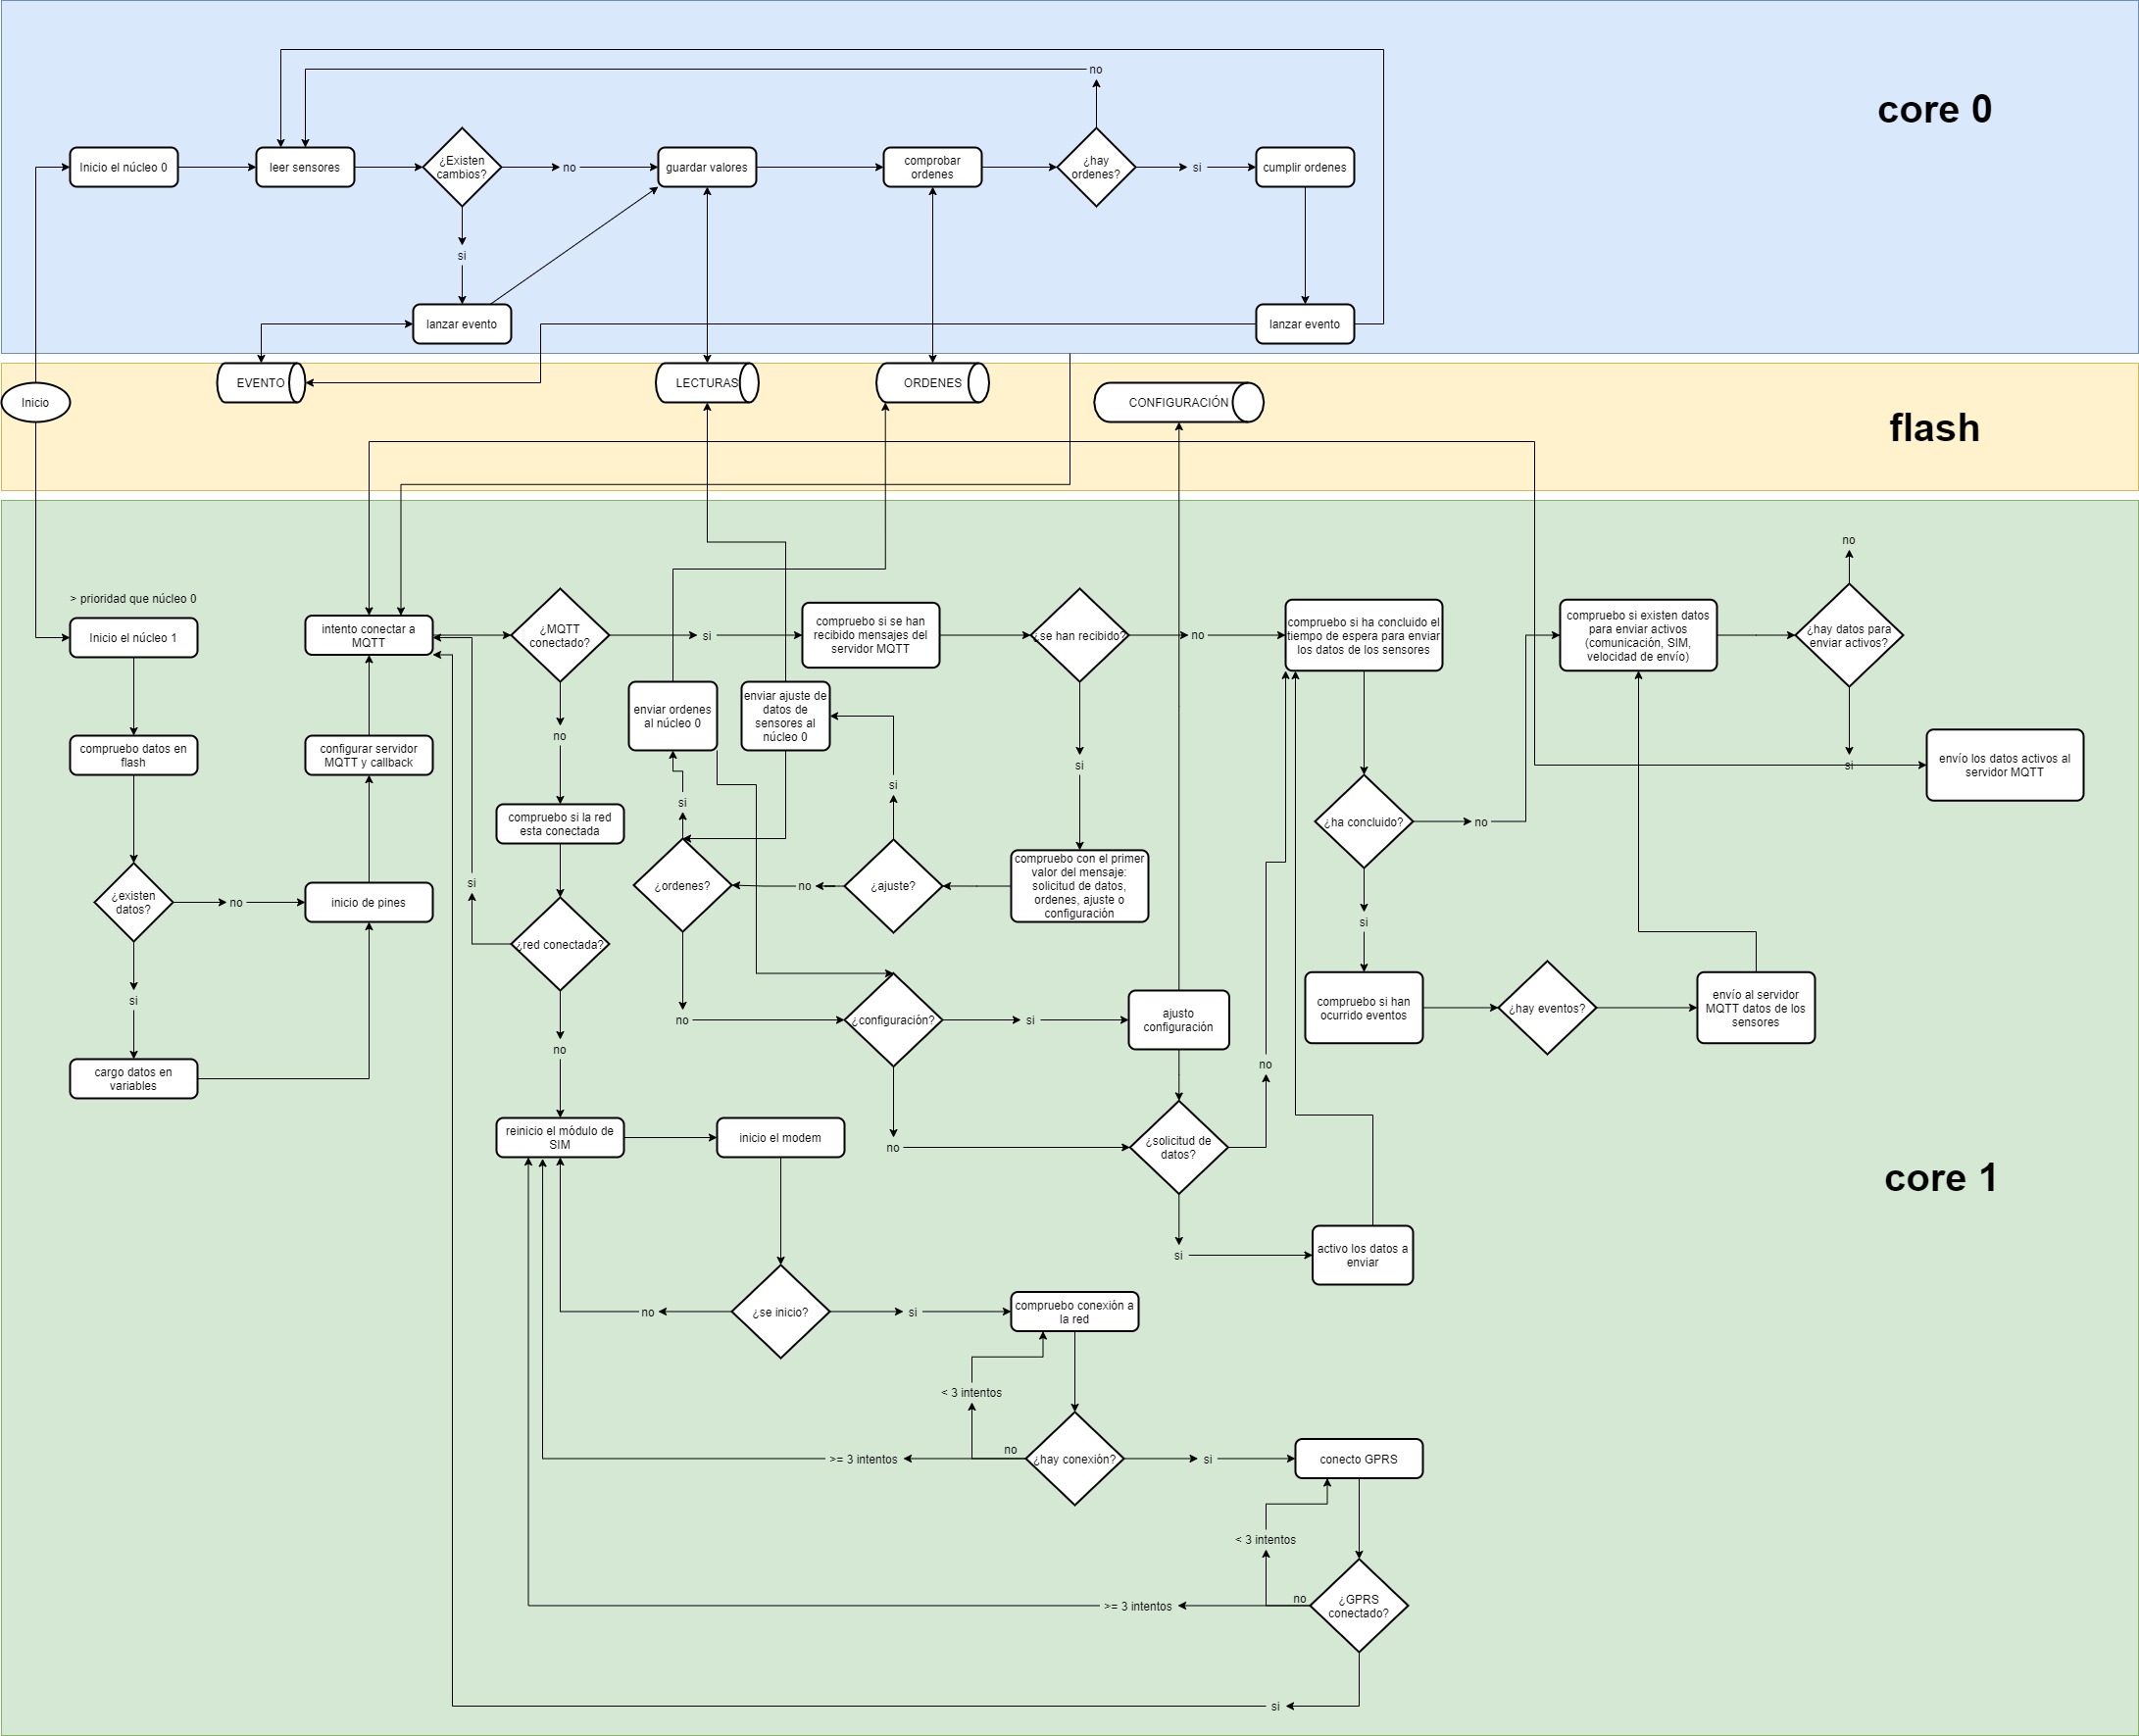 core 0
no
Inicio el núcleo 0
leer sensores
¿Existen
cambios?
no
guardar valores
comprobar
ordenes
¿hay
ordenes?
si
cumplir ordenes
si
lanzar evento
lanzar evento
EVENTO
LECTURAS
ORDENES
CONFIGURACIÓN
Inicio
flash
no
> prioridad que núcleo 0
Inicio el núcleo 1
intento conectar a
MQTT
¿MQTT
conectado?
si
compruebo si se han
recibido mensajes del
servidor MQTT
¿se han recibido?
no
compruebo si ha concluido el
tiempo de espera para enviar
los datos de los sensores
compruebo si existen datos
para enviar activos
(comunicación, SIM,
velocidad de envío)
¿hay datos para
enviar activos?
enviar ordenes
al núcleo 0
enviar ajuste de
datos de
sensores al
núcleo 0
no
compruebo datos en
flash
configurar servidor
MQTT y callback
si
si
envío los datos activos al
servidor MQTT
si
si
compruebo si la red
esta conectada
¿ha concluido?
no
compruebo con el primer
valor del mensaje:
solicitud de datos,
ordenes, ajuste o
configuración
¿ordenes?
no
¿ajuste?
si
¿existen
datos?
no
inicio de pines
¿red conectada?
si
si
compruebo si han
ocurrido eventos
¿hay eventos?
envío al servidor
MQTT datos de los
sensores
no
¿configuración?
si
ajusto
configuración
no
no
cargo datos en
variables
reinicio el módulo de
SIM
inicio el modem
no
¿solicitud de
datos?
core 1
si
activo los datos a
enviar
no
¿se inicio?
si
compruebo conexión a
la red
< 3 intentos
>= 3 intentos
no
¿hay conexión?
si
conecto GPRS
< 3 intentos
>= 3 intentos
no
¿GPRS
conectado?
si